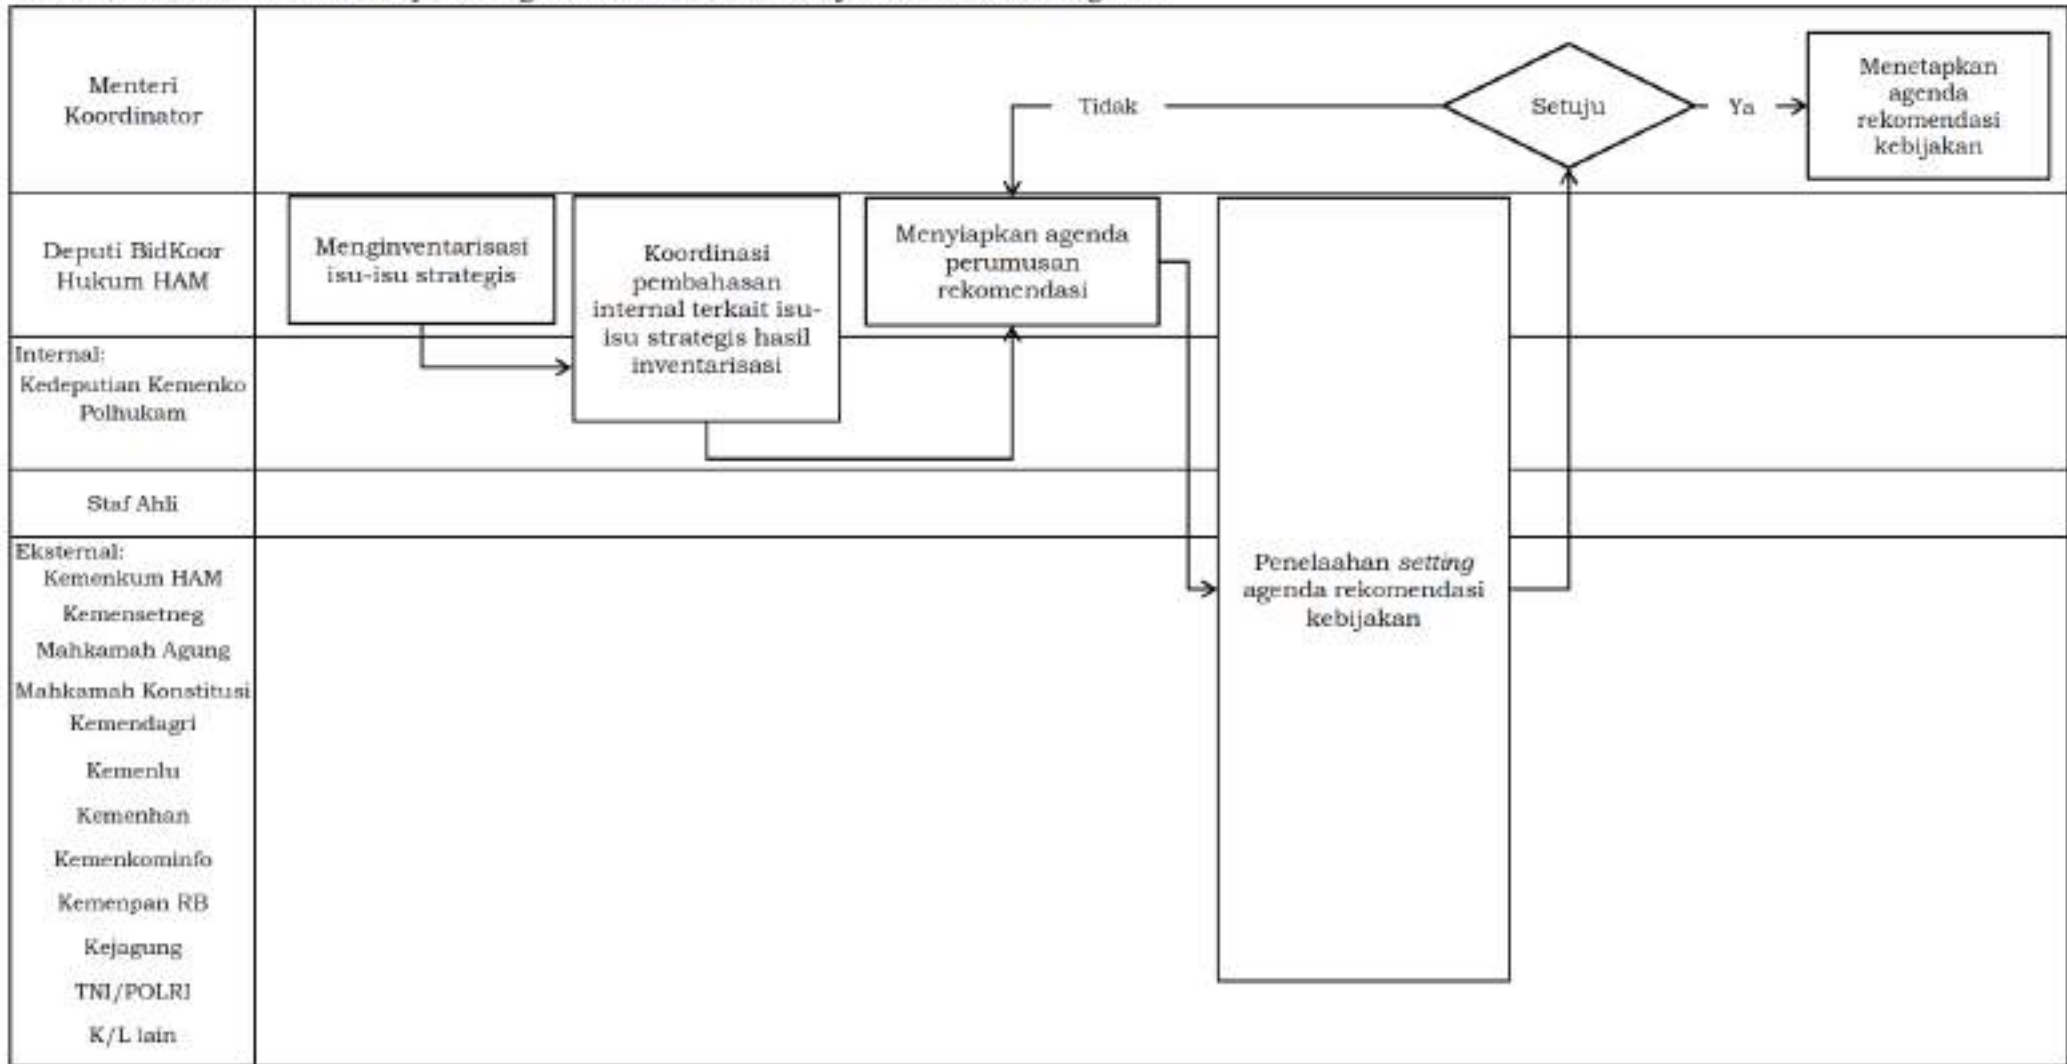 Menteri
Koordinator
Tidak
Setuju
Ya
Menetapkan
agenda
rekomendasi
kebijakan
Deputi BidKoor
Hukum HAM
Menginventarisasi
isu-isu strategis
Koordinasi
pembahasan
internal terkait isu-
isu strategis hasil
inventarisasi
Menyiapkan agenda
perumusan
rekomendasi
Internal:
Kedeputian Kemenko
Polhukam
Staf Ahli
Eksternal:
Kemenkum HAM
Kemensetneg
Mahkamah Agung
Mahkamah Konstitusi
Kemendagri
Kemenlu
Kemenhan
Kemenkominfo
Kemenpan RB
Kejagung
TNI/POLRI
K/L lain
Penelaahan setting
agenda rekomendasi
kebijakan